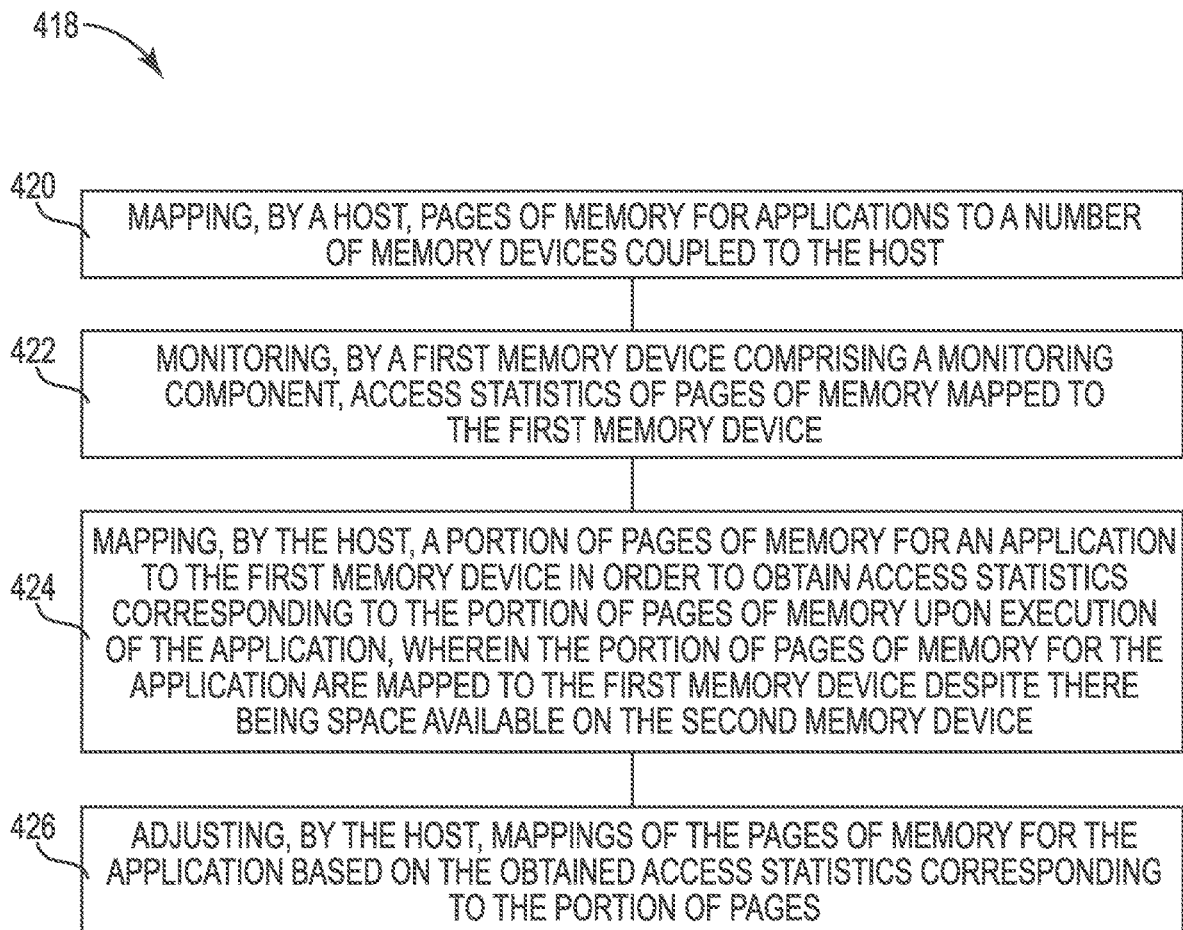 418
420
MAPPING, BY A HOST, PAGES OF MEMORY FOR APPLICATIONS TO A NUMBER
OF MEMORY DEVICES COUPLED TO THE HOST
422
MONITORING, BY A FIRST MEMORY DEVICE COMPRISING A MONITORING
COMPONENT, ACCESS STATISTICS OF PAGES OF MEMORY MAPPED TO
THE FIRST MEMORY DEVICE
424
MAPPING, BY THE HOST, A PORTION OF PAGES OF MEMORY FOR AN APPLICATION
TO THE FIRST MEMORY DEVICE IN ORDER TO OBTAIN ACCESS STATISTICS
CORRESPONDING TO THE PORTION OF PAGES OF MEMORY UPON EXECUTION
OF THE APPLICATION, WHEREIN THE PORTION OF PAGES OF MEMORY FOR THE
APPLICATION ARE MAPPED TO THE FIRST MEMORY DEVICE DESPITE THERE
BEING SPACE AVAILABLE ON THE SECOND MEMORY DEVICE
426
ADJUSTING, BY THE HOST, MAPPINGS OF THE PAGES OF MEMORY FOR THE
APPLICATION BASED ON THE OBTAINED ACCESS STATISTICS CORRESPONDING
TO THE PORTION OF PAGES